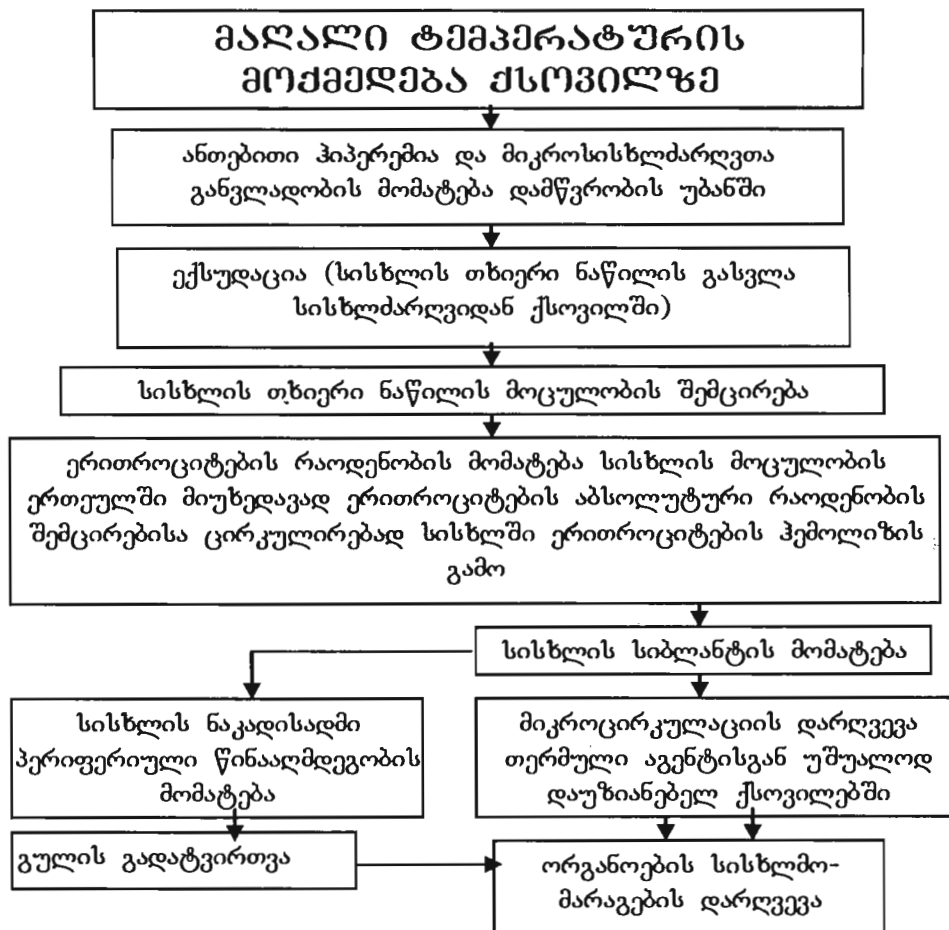 მაღალი ტემპერატურის
მოქმედება ქსოვილზე
ანთებითი ჰიპერემია და მიკროსისხლძარღვთა
განვლადობის მომატება დამწვრობის უბანში
ექსუდაცია (სისხლის თხიერი ნაწილის გასვლა
სისხლძარღვიდან ქსოვილში)
სისხლის თხიერი ნაწილის მოცულობის შემცირება
ერითროციტების რაოდენობის მომატება სისხლის მოცულობის
ერთეულში მიუხედავად ერითროციტების აბსოლუტური რაოდენობის
შემცირებისა ცირკულირებად სისხლში ერითროციტების ჰემოლიზის
გამო
სისხლის სიბლანტის მომატება
სისხლის ნაკადისადმი
პერიფერიული წინააღმდეგობის
მომატება
მიკროცირკულაციის დარღვევა
თერმული აგენტისგან უშუალოდ
დაუზიანებელ ქსოვილებში
გულის გადატვირთვა
ორგანოების სისხლმო-
მარაგების დარღვევა